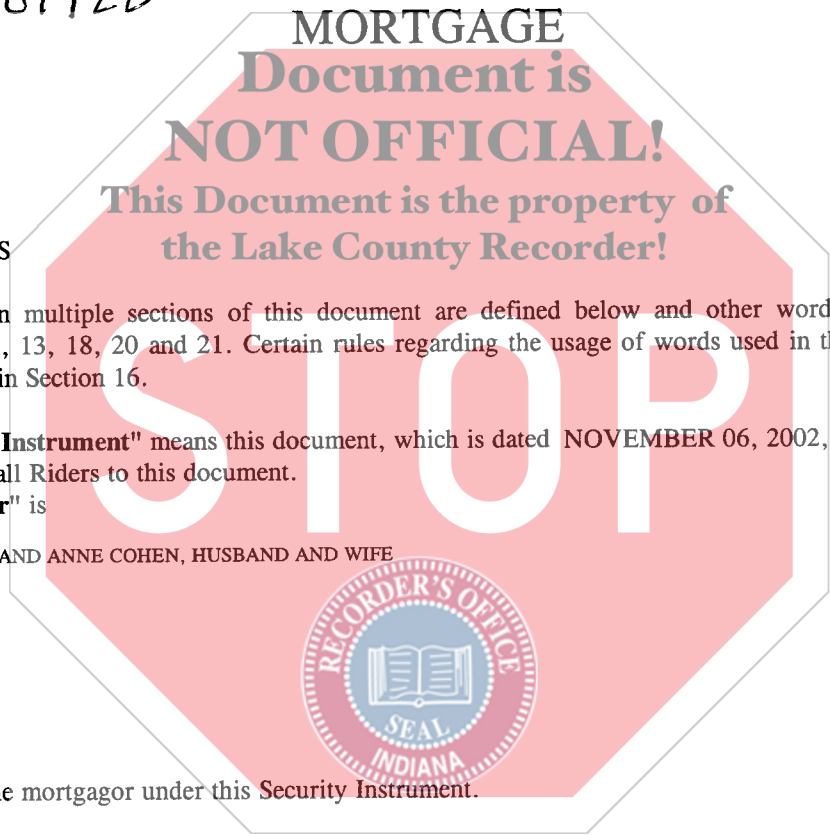 MORTGAGE
Document is
NOT OFFICIAL!
This Document is the property of
the Lake County Recorder!
S
n multiple sections of this document are defined below and other word
, 13, 18, 20 and 21. Certain rules regarding the usage of words used in th
in Section 16.
Instrument" means this document, which is dated NOVEMBER 06, 2002,
all Riders to this document.
r" is
STOP
AND ANNE COHEN, HUSBAND AND WIFE
RECORDER'S OFFICE
SEAL
INDIANA
e mortgagor under this Security Instrument.